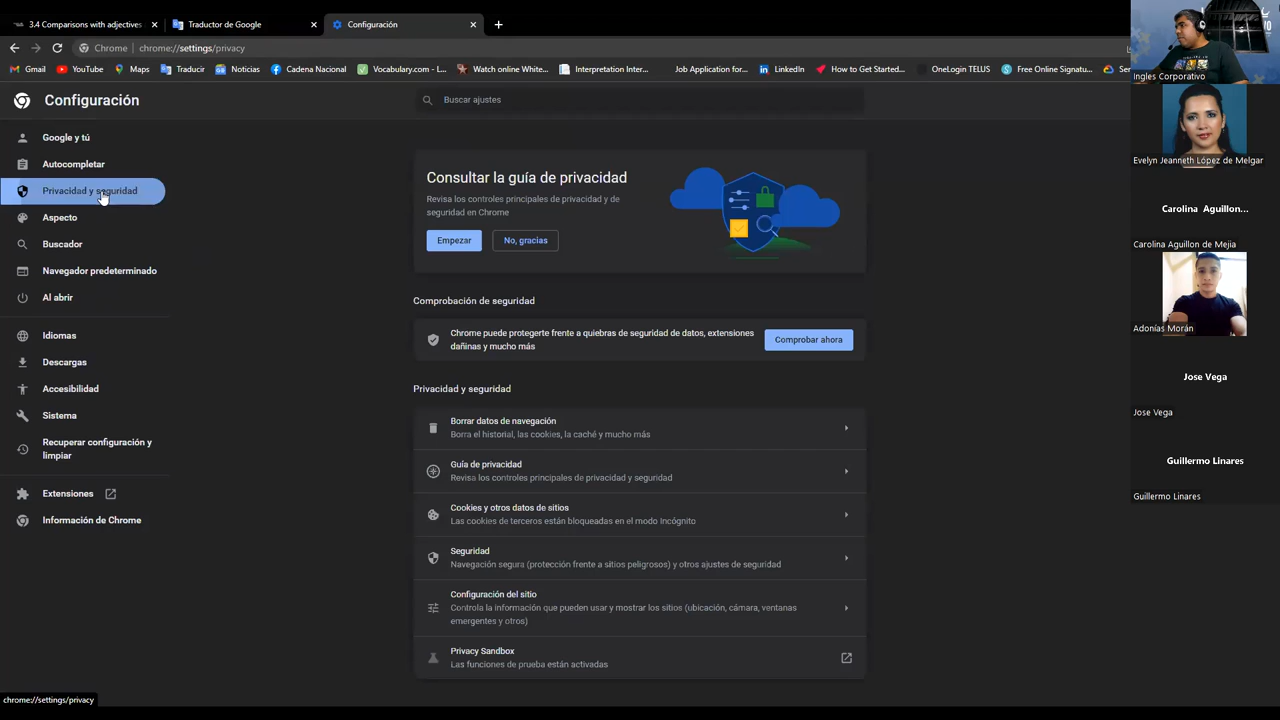 3.4 Comparisons with adjectives
Traductor de Google
Configuración
Chrome
chrome://settings/privacy
Gmail
YouTube
Maps
Traducir
Noticias
Cadena Nacional
Vocabulary.com - L...
Watch online White...
Interpretation Inter...
Job Application for...
LinkedIn
How to Get Started...
OneLogin TELUS
Free Online Signatu...
Ser
Configuración
Buscar ajustes
Google y tú
Autocompletar
Privacidad y seguridad
Aspecto
Buscador
Navegador predeterminado
Al abrir
Idiomas
Descargas
Accesibilidad
Sistema
Recuperar configuración y
limpiar
Extensiones
Información de Chrome
Consultar la guía de privacidad
Revisa los controles principales de privacidad y de
seguridad en Chrome
Empezar
No, gracias
Comprobación de seguridad
Chrome puede protegerte frente a quiebras de seguridad de datos, extensiones
dañinas y mucho más
Comprobar ahora
Privacidad y seguridad
Borrar datos de navegación
Borra el historial, las cookies, la caché y mucho más
Guía de privacidad
Revisa los controles principales de privacidad y seguridad
Cookies y otros datos de sitios
Las cookies de terceros están bloqueadas en el modo Incógnito
Seguridad
Navegación segura (protección frente a sitios peligrosos) y otros ajustes de seguridad
Configuración del sitio
Controla la información que pueden usar y mostrar los sitios (ubicación, cámara, ventanas
emergentes y otros)
Privacy Sandbox
Las funciones de prueba están activadas
chrome://settings/privacy
Ingles Corporativo
Evelyn Jeanneth López de Melgar
Carolina Aguillon...
Carolina Aguillon de Mejia
Adonías Morán
Jose Vega
Jose Vega
Guillermo Linares
Guillermo Linares